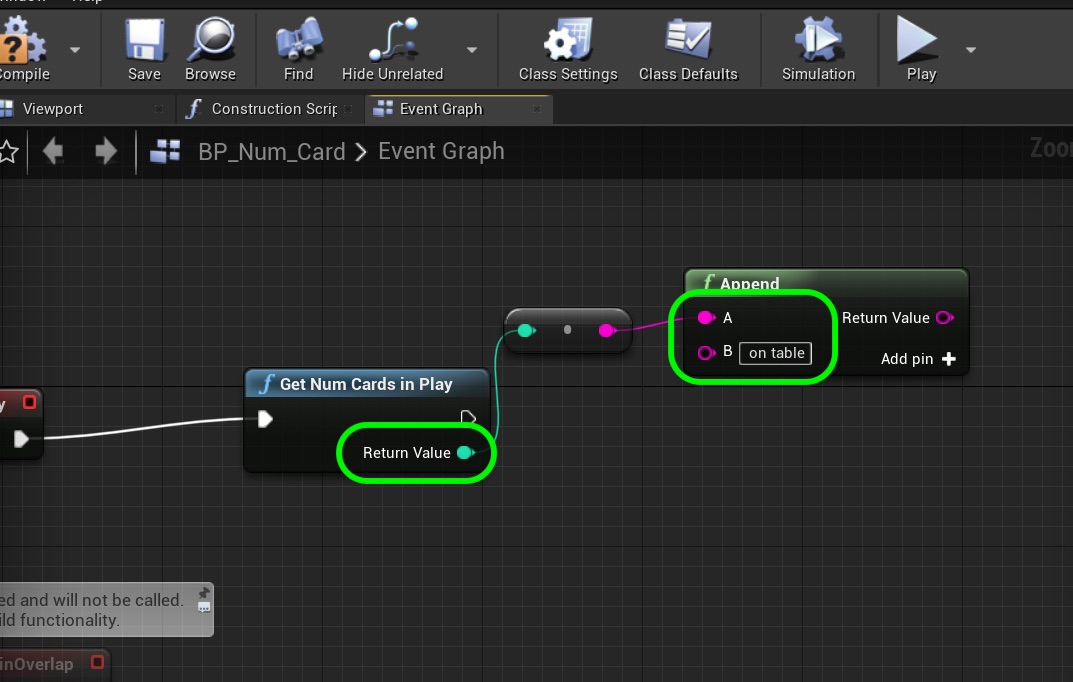 Help
Compile
Save
Browse
Find
Hide Unrelated
Class Settings
Class Defaults
Simulation
Play
Viewport
Construction Scrip
Event Graph
BP_Num_Card > Event Graph
Zoo
f Append
A
Return Value
B on table
Add pin +
f Get Num Cards in Play
y
Return Value
ed and will not be called.
ild functionality.
inOverlap